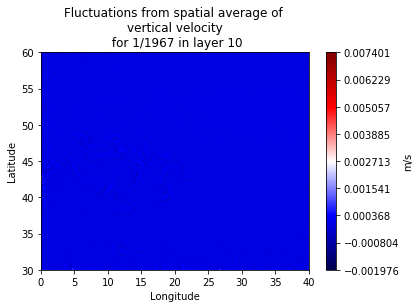 Fluctuations from spatial average of
vertical velocity
for 1/1967 in layer 10
60
55
50
45
40
35
30
Latitude
0 5 10 15 20 25 30 35 40
Longitude
0.007401
0.006229
0.005057
0.003885
0.002713
0.001541
0.000368
−0.000804
−0.001976
m/s